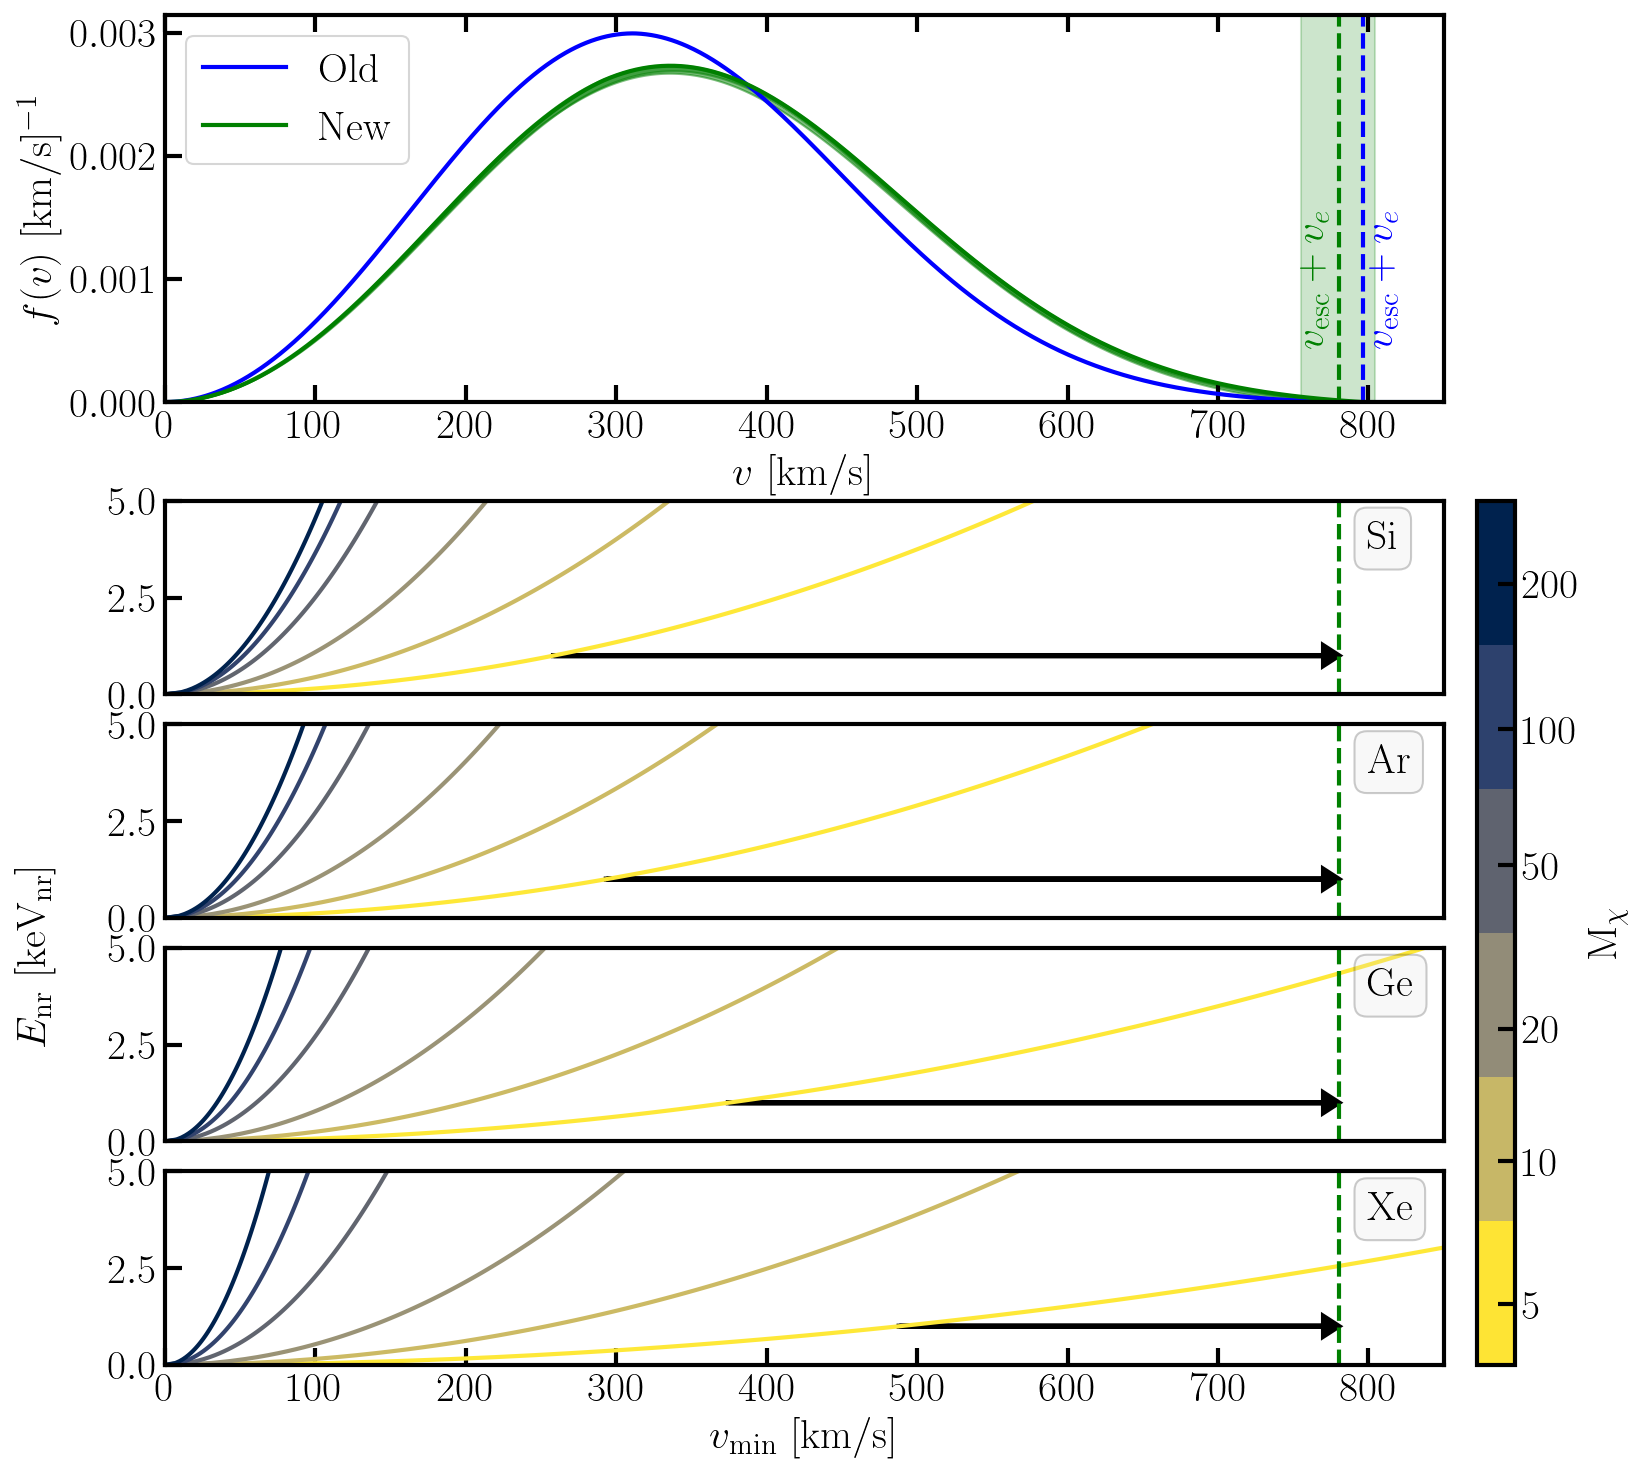 0.003
0.002
0.001
0.000
f(v) [km/s]⁻¹
Old
New
v_esc + v_e
v_esc + v_e
0 100 200 300 400 500 600 700 800
v [km/s]
5.0
2.5
0.0
Si
5.0
2.5
0.0
Ar
5.0
2.5
0.0
Ge
5.0
2.5
0.0
Xe
E_nr [keV_nr]
0 100 200 300 400 500 600 700 800
v_min [km/s]
200
100
50
20
10
5
M_χ